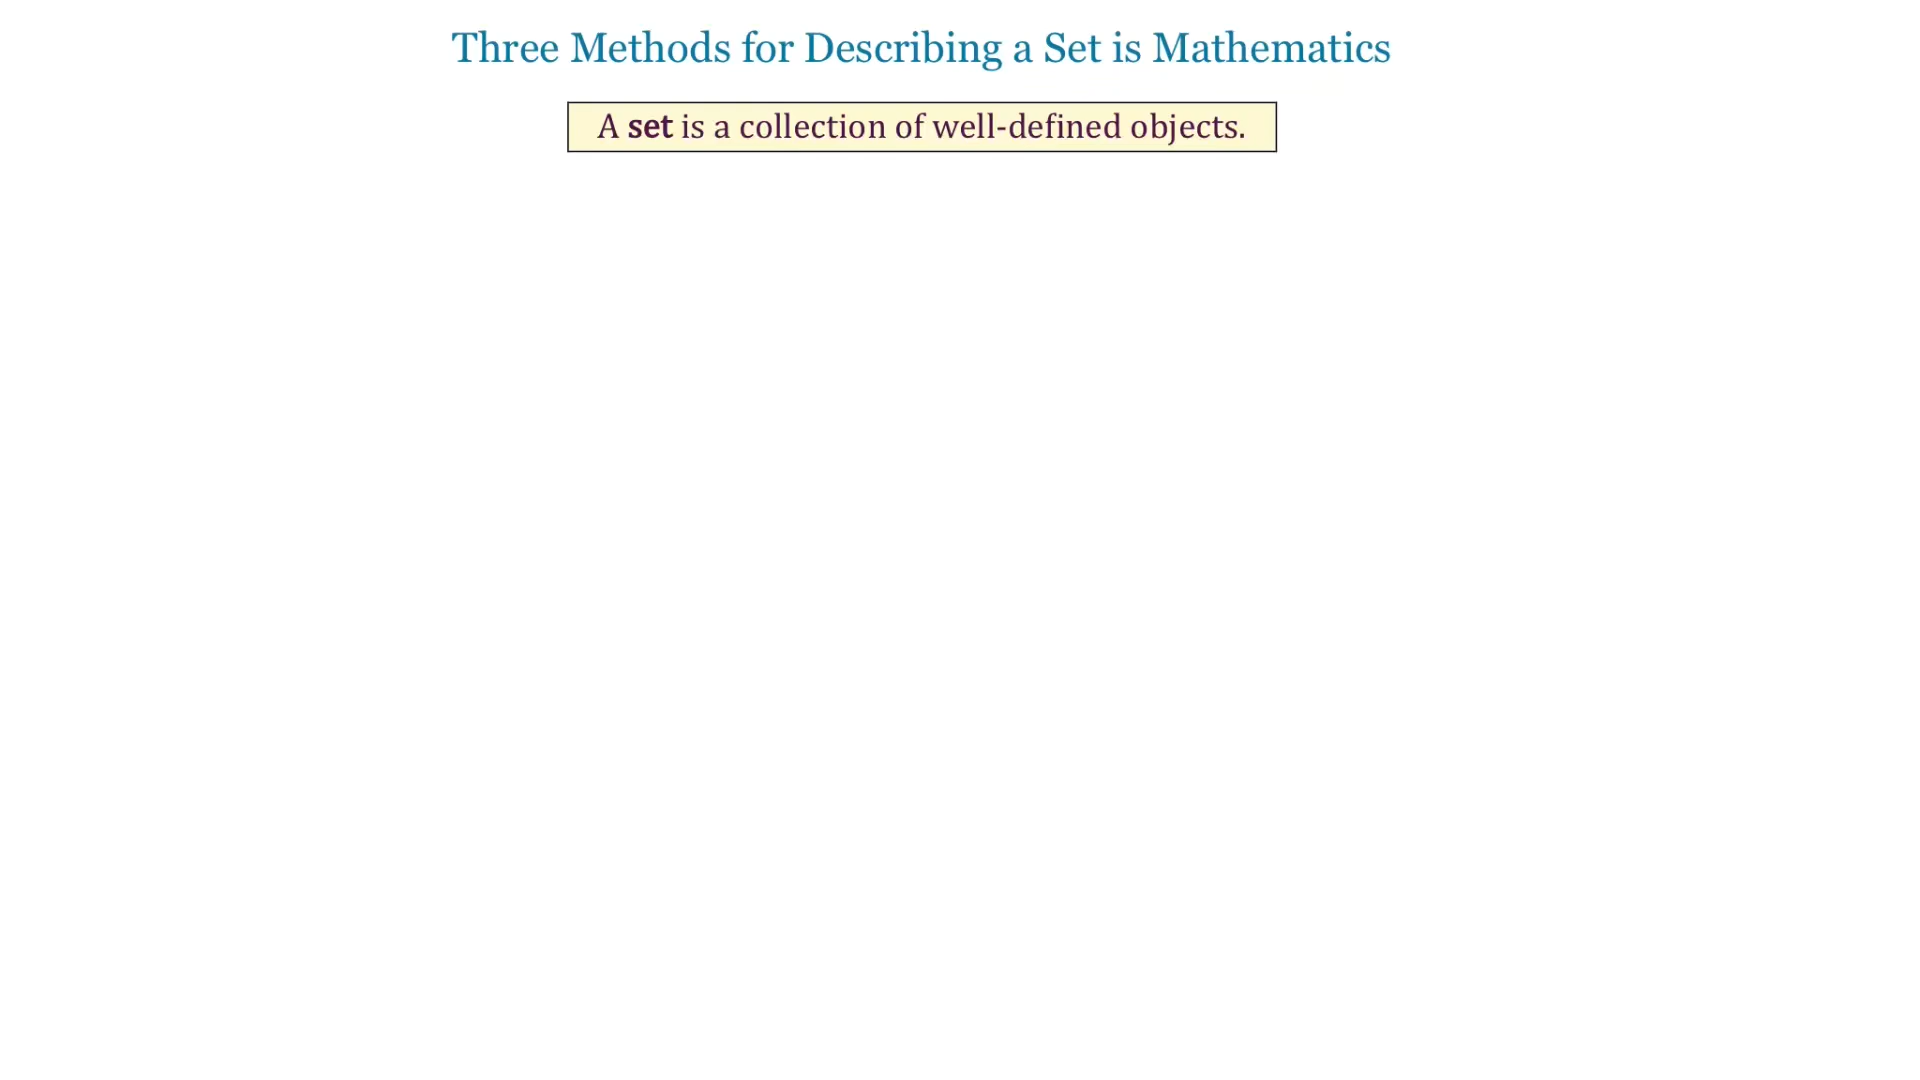 Three Methods for Describing a Set is Mathematics
A set is a collection of well-defined objects.